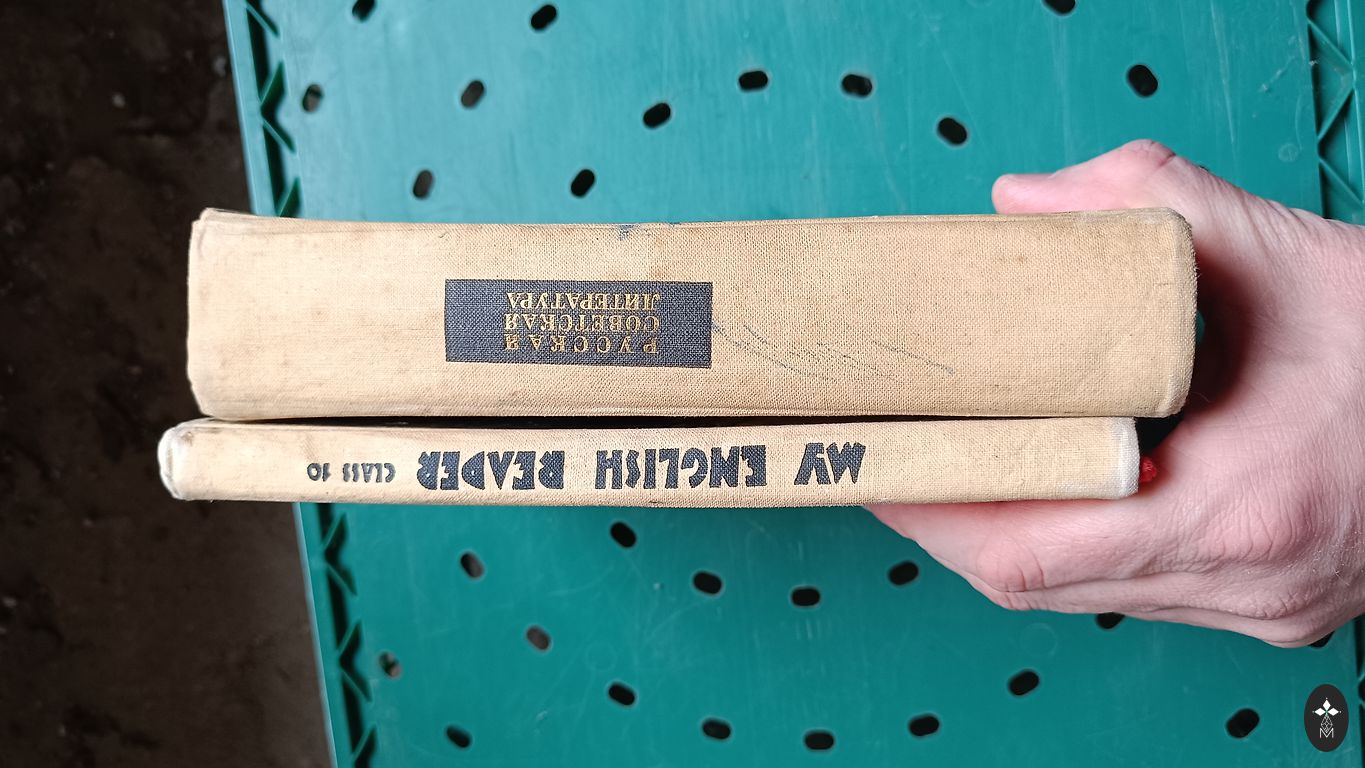 РУССКАЯ
СОВЕТСКАЯ
ЛИТЕРАТУРА
MY ENGLISH READER CLASS 10